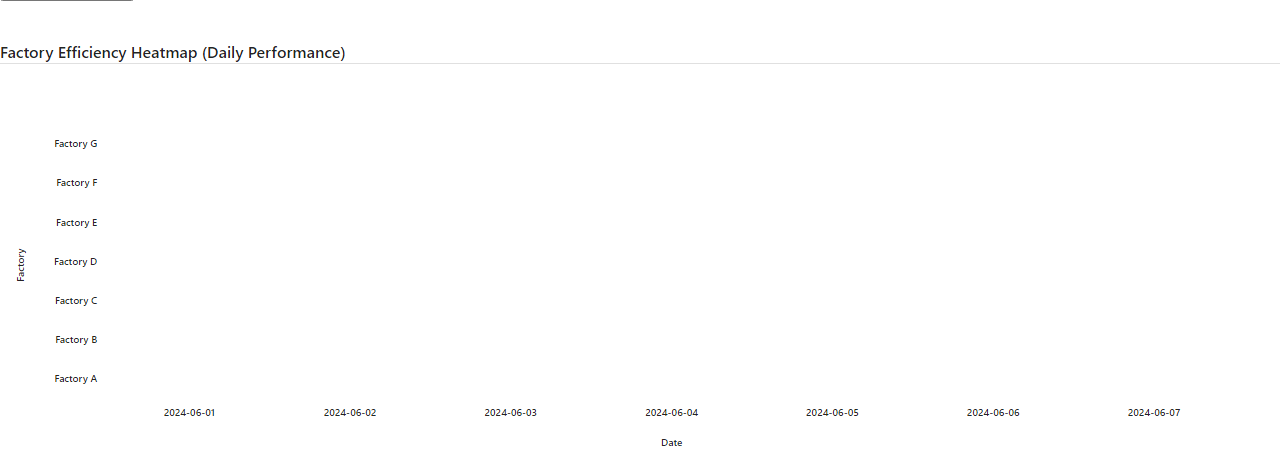 Factory Efficiency Heatmap (Daily Performance)
Factory G
Factory F
Factory E
Factory D
Factory C
Factory B
Factory A
Factory
2024-06-01 2024-06-02 2024-06-03 2024-06-04 2024-06-05 2024-06-06 2024-06-07
Date